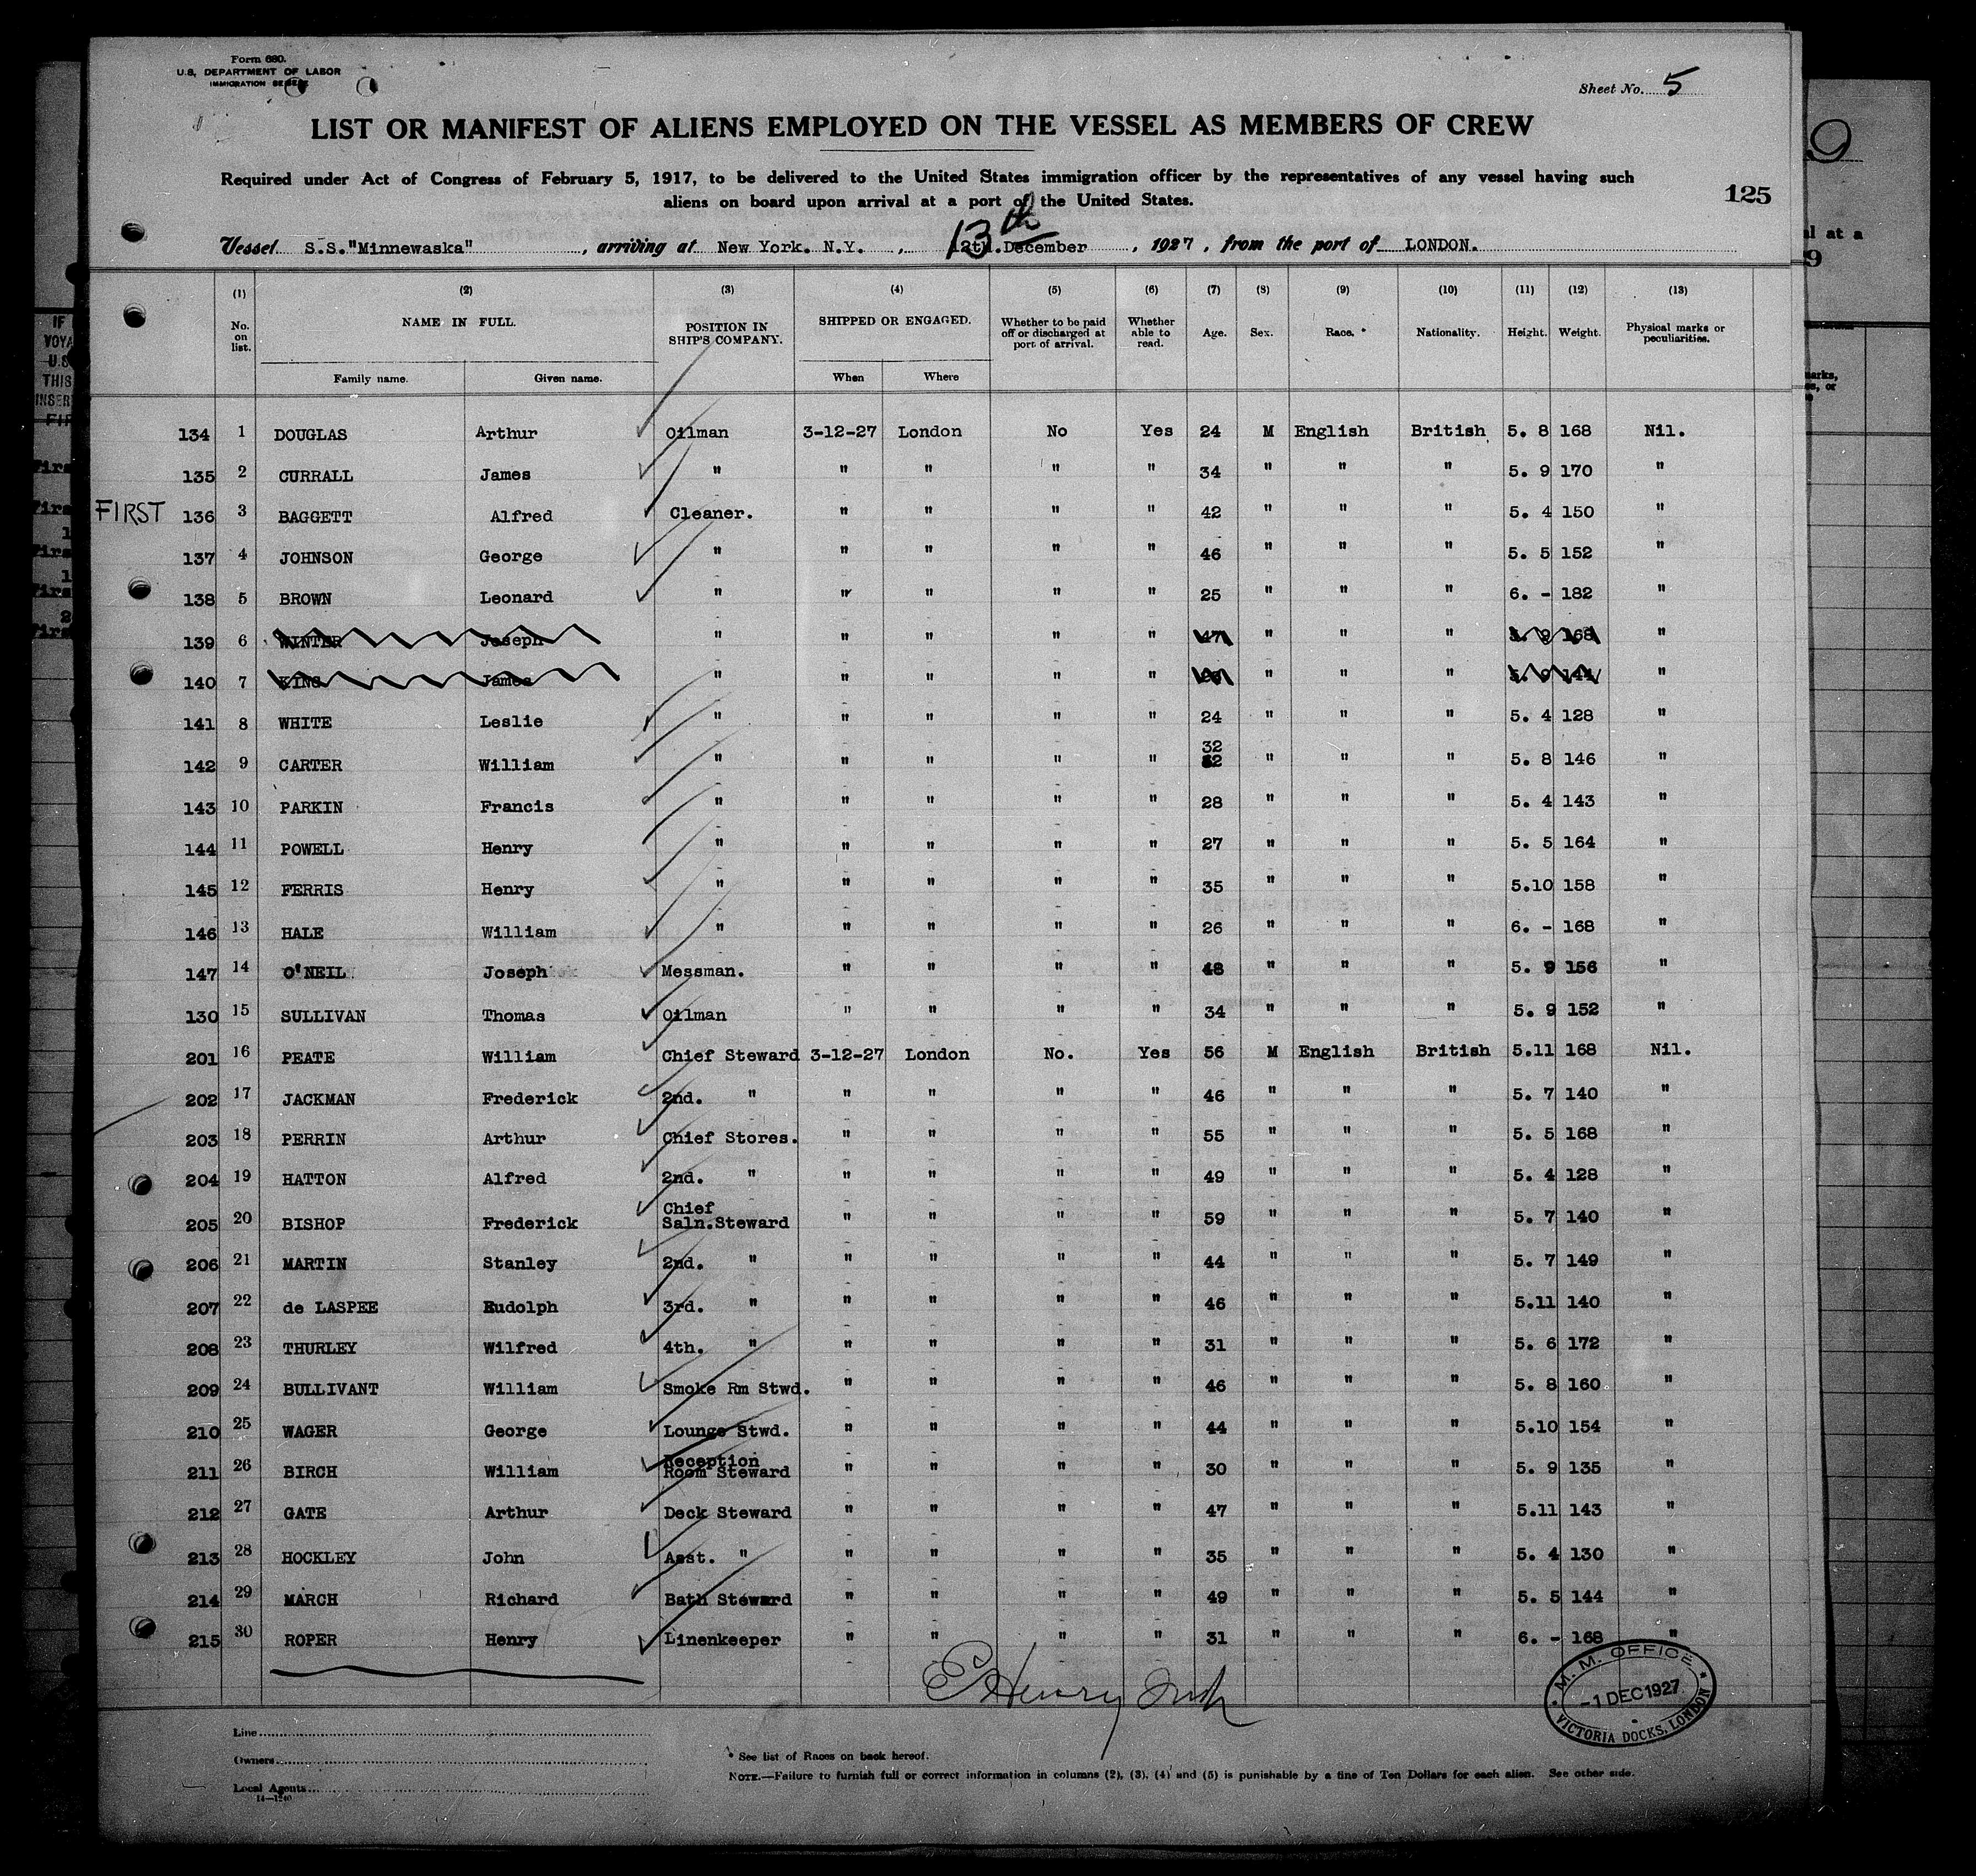 Form 680.
U.S. DEPARTMENT OF LABOR
IMMIGRATION SERVICE
Sheet No. 5
LIST OR MANIFEST OF ALIENS EMPLOYED ON THE VESSEL AS MEMBERS OF CREW
Required under Act of Congress of February 5, 1917, to be delivered to the United States immigration officer by the representatives of any vessel having such
aliens on board upon arrival at a port of the United States.
125
13th
Vessel S.S."Minnewaska", arriving at New York. N.Y., 12th.December, 1927, from the port of LONDON.
(1) (2) (3) (4) (5) (6) (7) (8) (9) (10) (11) (12) (13)
No. on list. NAME IN FULL. POSITION IN SHIP'S COMPANY. SHIPPED OR ENGAGED. Whether to be paid off or discharged at port of arrival. Whether able to read. Age. Sex. Race. * Nationality. Height. Weight. Physical marks or peculiarities.
Family name. Given name. When Where
134 1 DOUGLAS Arthur Oilman 3-12-27 London No Yes 24 M English British 5. 8 168 Nil.
135 2 CURRALL James " " " " " 34 " " " 5. 9 170 "
FIRST 136 3 BAGGETT Alfred Cleaner. " " " " 42 " " " 5. 4 150 "
137 4 JOHNSON George " " " " " 46 " " " 5. 5 152 "
138 5 BROWN Leonard " " " " " 25 " " " 6. - 182 "
139 6 WINTER Joseph " " " " " 47 " " " 5. 9 168 "
140 7 KING James " " " " " " " " 5. 9 144 "
141 8 WHITE Leslie " " " " " 24 " " " 5. 4 128 "
32
142 9 CARTER William " " " " " 52 " " " 5. 8 146 "
143 10 PARKIN Francis " " " " " 28 " " " 5. 4 143 "
144 11 POWELL Henry " " " " " 27 " " " 5. 5 164 "
145 12 FERRIS Henry " " " " " 35 " " " 5.10 158 "
146 13 HALE William " " " " " 26 " " " 6. - 168 "
147 14 O'NEIL Joseph Messman. " " " " 48 " " " 5. 9 156 "
130 15 SULLIVAN Thomas Oilman " " " " 34 " " " 5. 9 152 "
201 16 PEATE William Chief Steward 3-12-27 London No. Yes 56 M English British 5.11 168 Nil.
202 17 JACKMAN Frederick 2nd. " " " " " 46 " " " 5. 7 140 "
203 18 PERRIN Arthur Chief Stores. " " " " 55 " " " 5. 5 168 "
204 19 HATTON Alfred 2nd. " " " " " 49 " " " 5. 4 128 "
205 20 BISHOP Frederick Chief Saln.Steward " " " " 59 " " " 5. 7 140 "
206 21 MARTIN Stanley 2nd. " " " " " 44 " " " 5. 7 149 "
207 22 de LASPEE Rudolph 3rd. " " " " " 46 " " " 5.11 140 "
208 23 THURLEY Wilfred 4th. " " " " " 31 " " " 5. 6 172 "
209 24 BULLIVANT William Smoke Rm Stwd. " " " " 46 " " " 5. 8 160 "
210 25 WAGER George Lounge Stwd. " " " " 44 " " " 5.10 154 "
211 26 BIRCH William Reception Room Steward " " " " 30 " " " 5. 9 135 "
212 27 GATE Arthur Deck Steward " " " " 47 " " " 5.11 143 "
213 28 HOCKLEY John Asst. " " " " " 35 " " " 5. 4 130 "
214 29 MARCH Richard Bath Steward " " " " 49 " " " 5. 5 144 "
215 30 ROPER Henry Linenkeeper " " " " 31 " " " 6. - 168 "
M. M. OFFICE
-1 DEC 1927
VICTORIA DOCKS, LONDON
Line
Owners
Local Agents
14—1240
* See list of Races on back hereof.
NOTE.—Failure to furnish full or correct information in columns (2), (3), (4) and (5) is punishable by a fine of Ten Dollars for each alien. See other side.